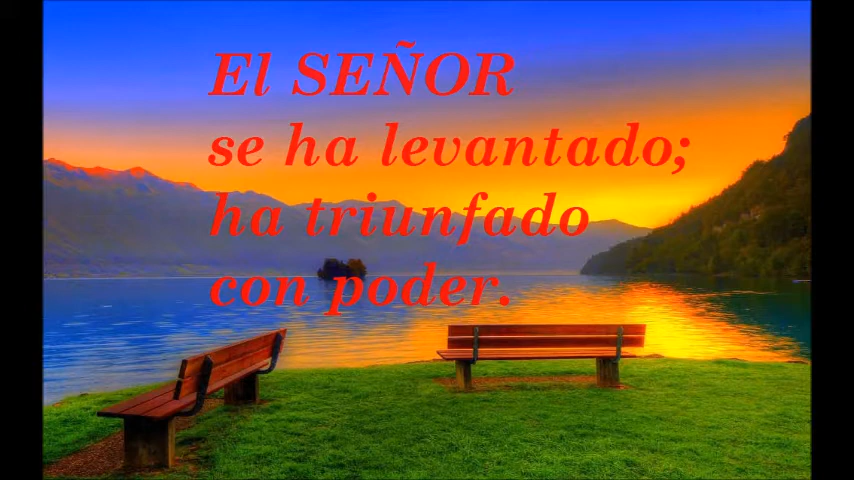 El SEÑOR
se ha levantado;
ha triunfado
con poder.